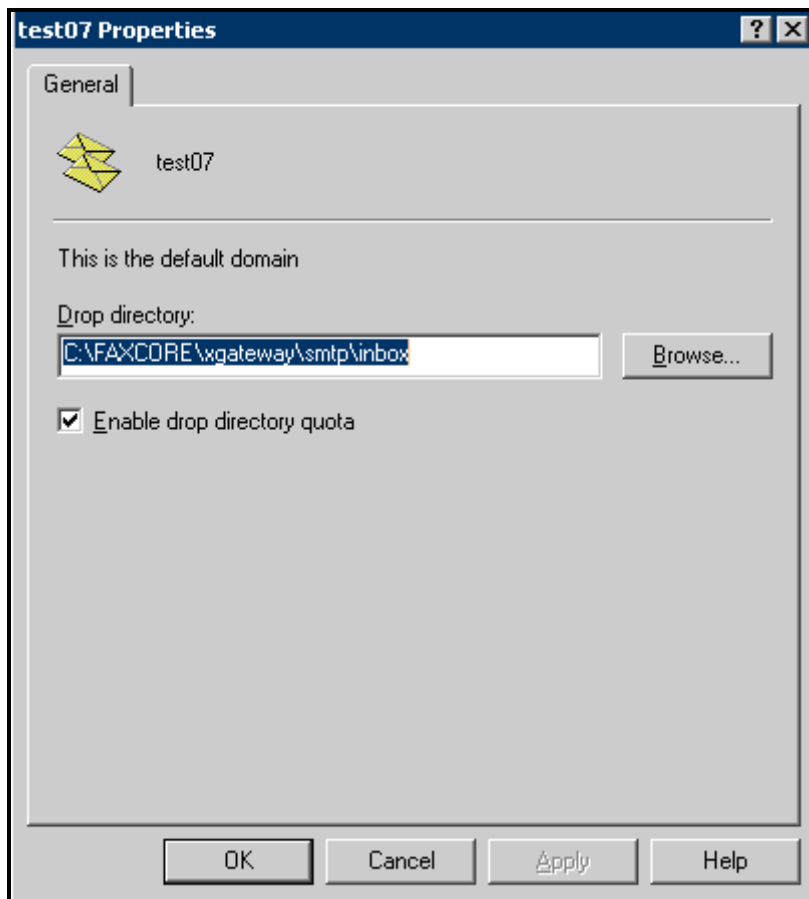 test07 Properties
General
test07
This is the default domain
Drop directory:
C:\FAXCORE\xgateway\smtp\inbox
Browse...
Enable drop directory quota
OK Cancel Apply Help